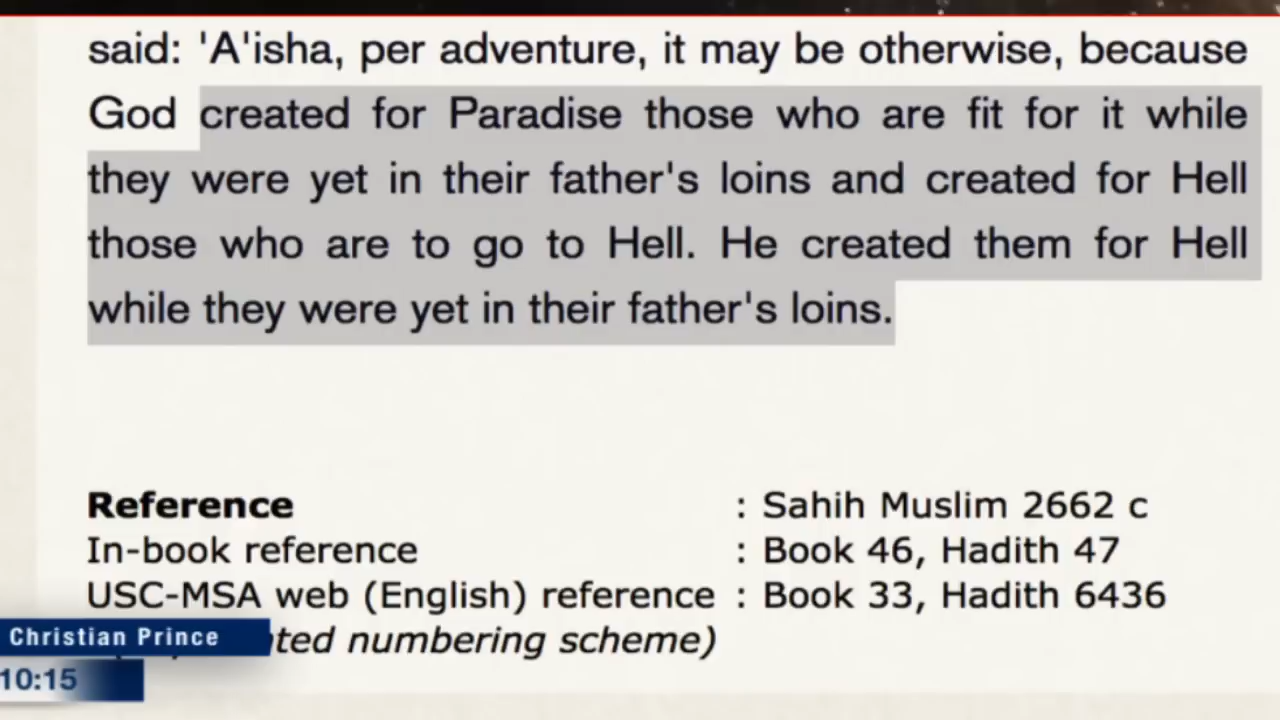 said: 'A'isha, per adventure, it may be otherwise, because
God created for Paradise those who are fit for it while
they were yet in their father's loins and created for Hell
those who are to go to Hell. He created them for Hell
while they were yet in their father's loins.
Reference : Sahih Muslim 2662 c
In-book reference : Book 46, Hadith 47
USC-MSA web (English) reference : Book 33, Hadith 6436
numbering scheme)
Christian Prince
10:15